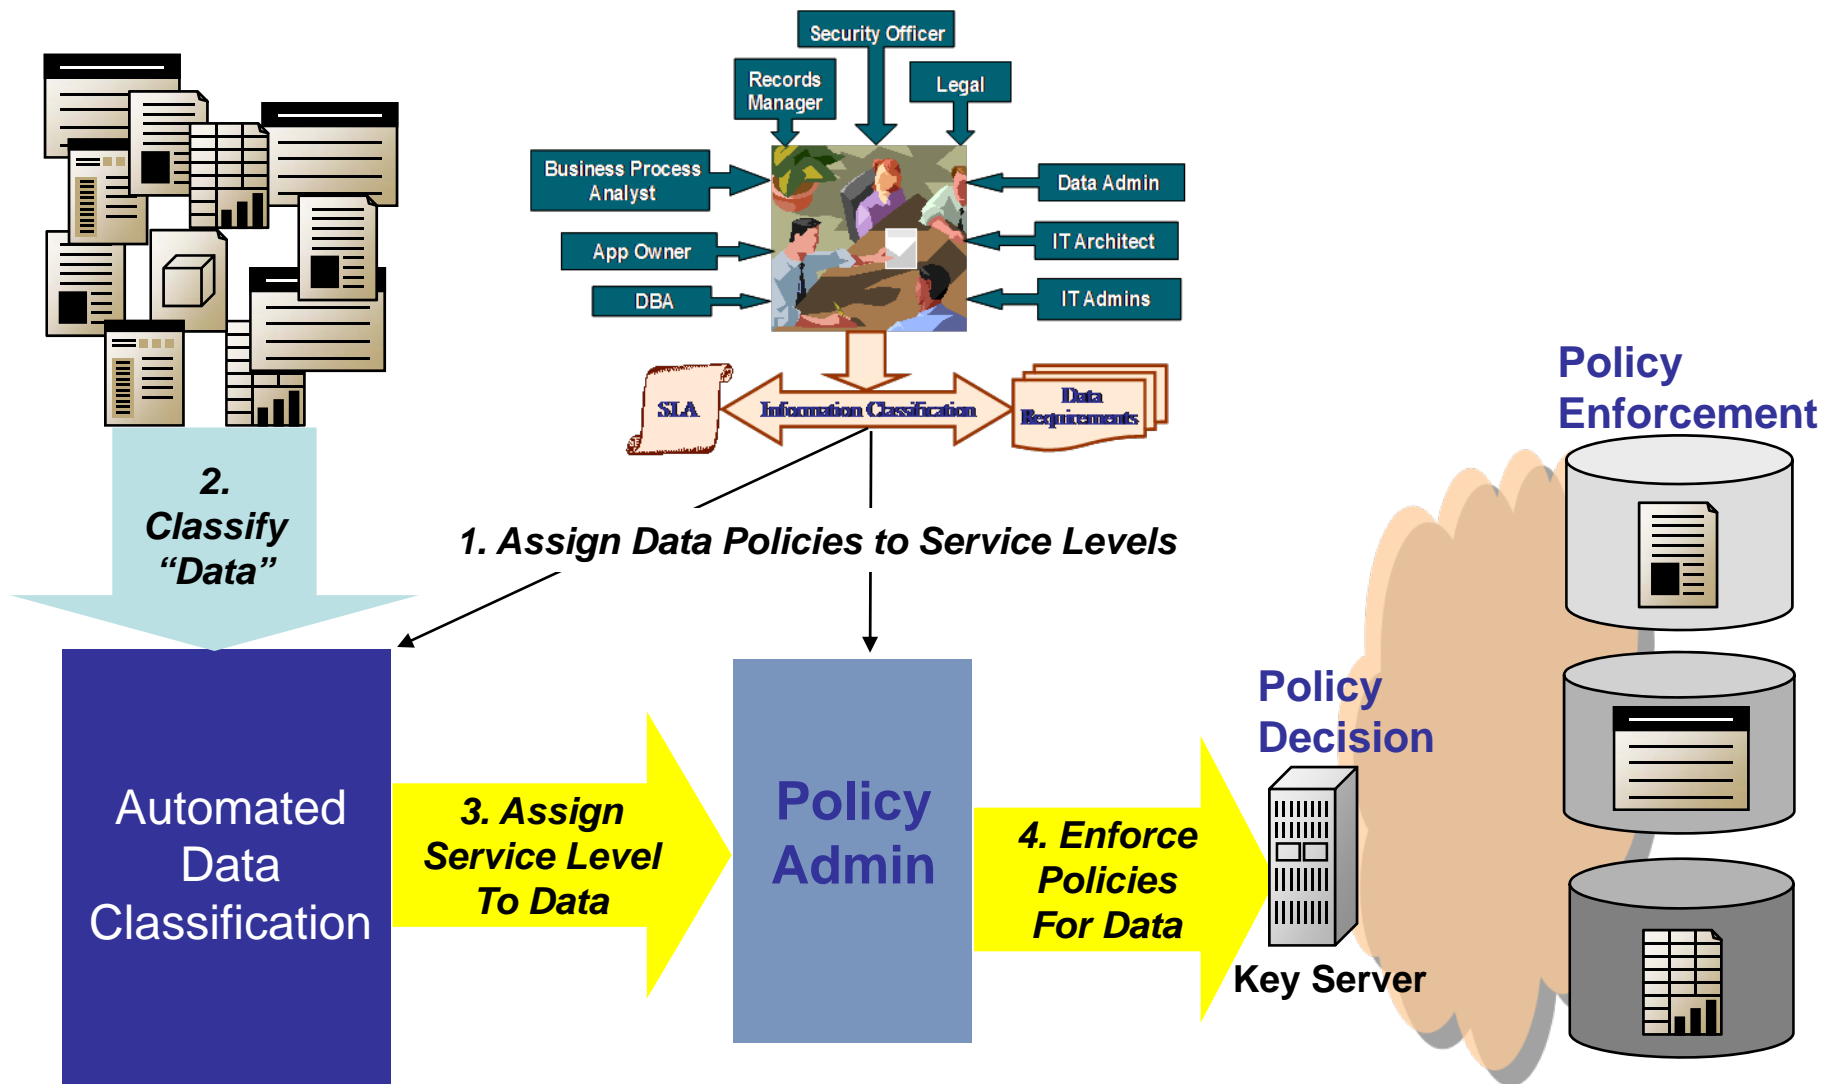 Security Officer
Records
Manager
Legal
Business Process
Analyst
Data Admin
App Owner
IT Architect
DBA
IT Admins
SLA
Information Classification
Data
Requirements
Policy
Enforcement
2.
Classify
“Data”
1. Assign Data Policies to Service Levels
Policy
Decision
Automated
Data
Classification
3. Assign
Service Level
To Data
Policy
Admin
4. Enforce
Policies
For Data
Key Server